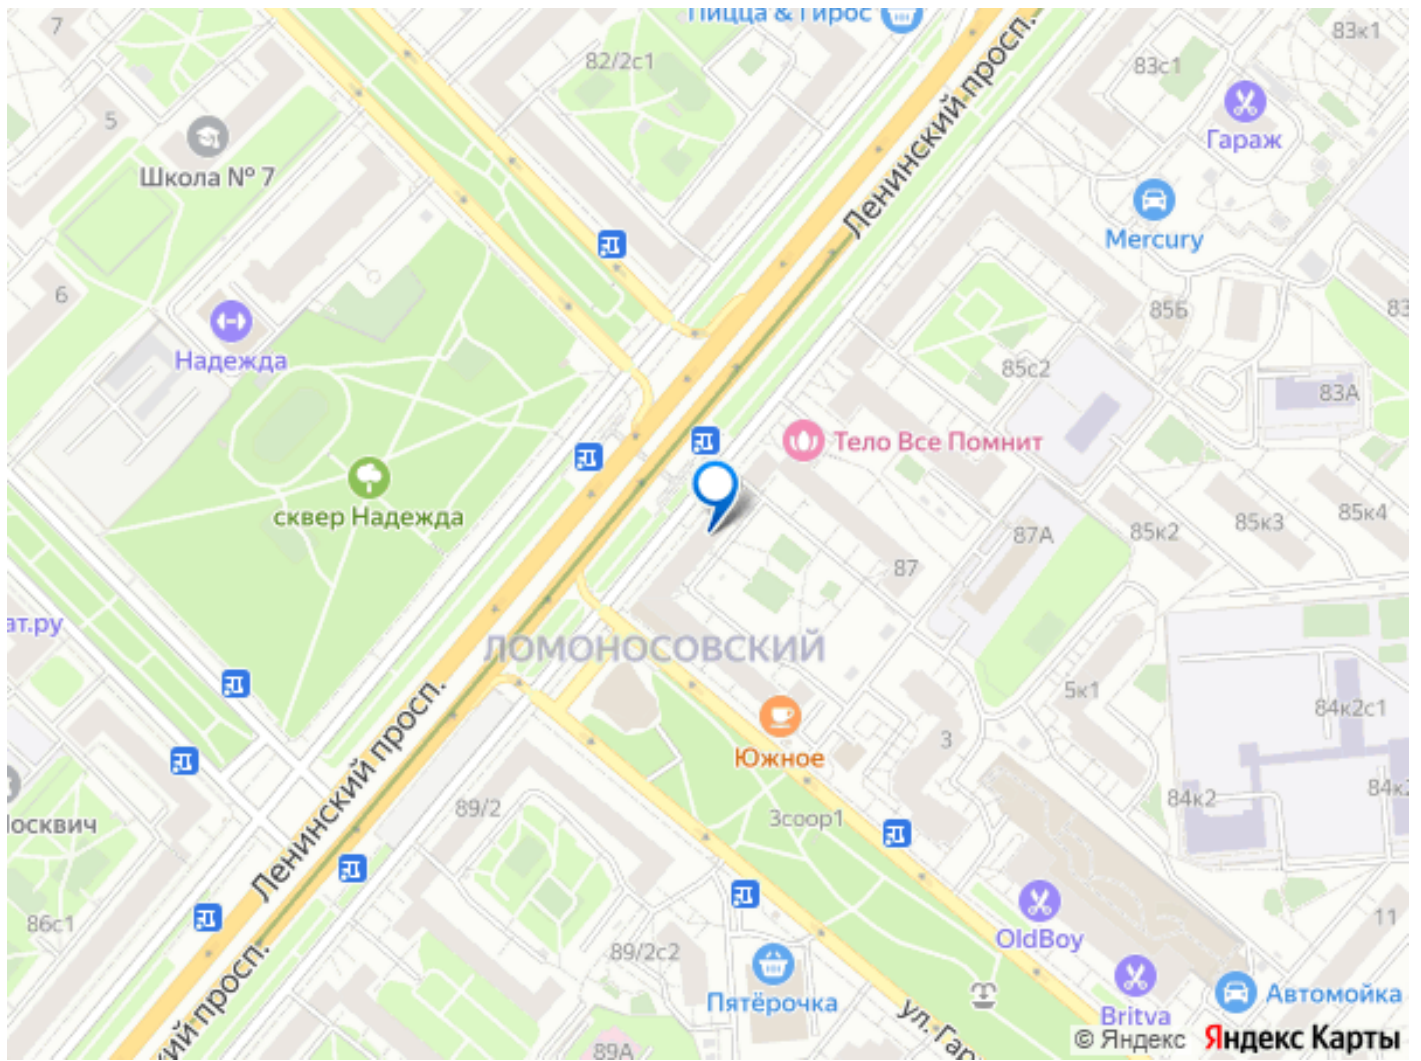 Пицца & Гирос
7
82/2с1
83к1
83с1
Ленинский просп.
Гараж
5
Школа № 7
Mercury
6
85Б
83
Надежда
85с2
83А
Тело Все Помнит
сквер Надежда
87А
85к2
85к3
85к4
87
ат.ру
ЛОМОНОСОВСКИЙ
5к1
84к2с1
Ленинский просп.
Южное
3
84к2
84к2
89/2
3соор1
осквич
86с1
OldBoy
11
89/2с2
Пятёрочка
Britva
Автомойка
ский просп.
ул. Гар
89А
© Яндекс
Яндекс Карты